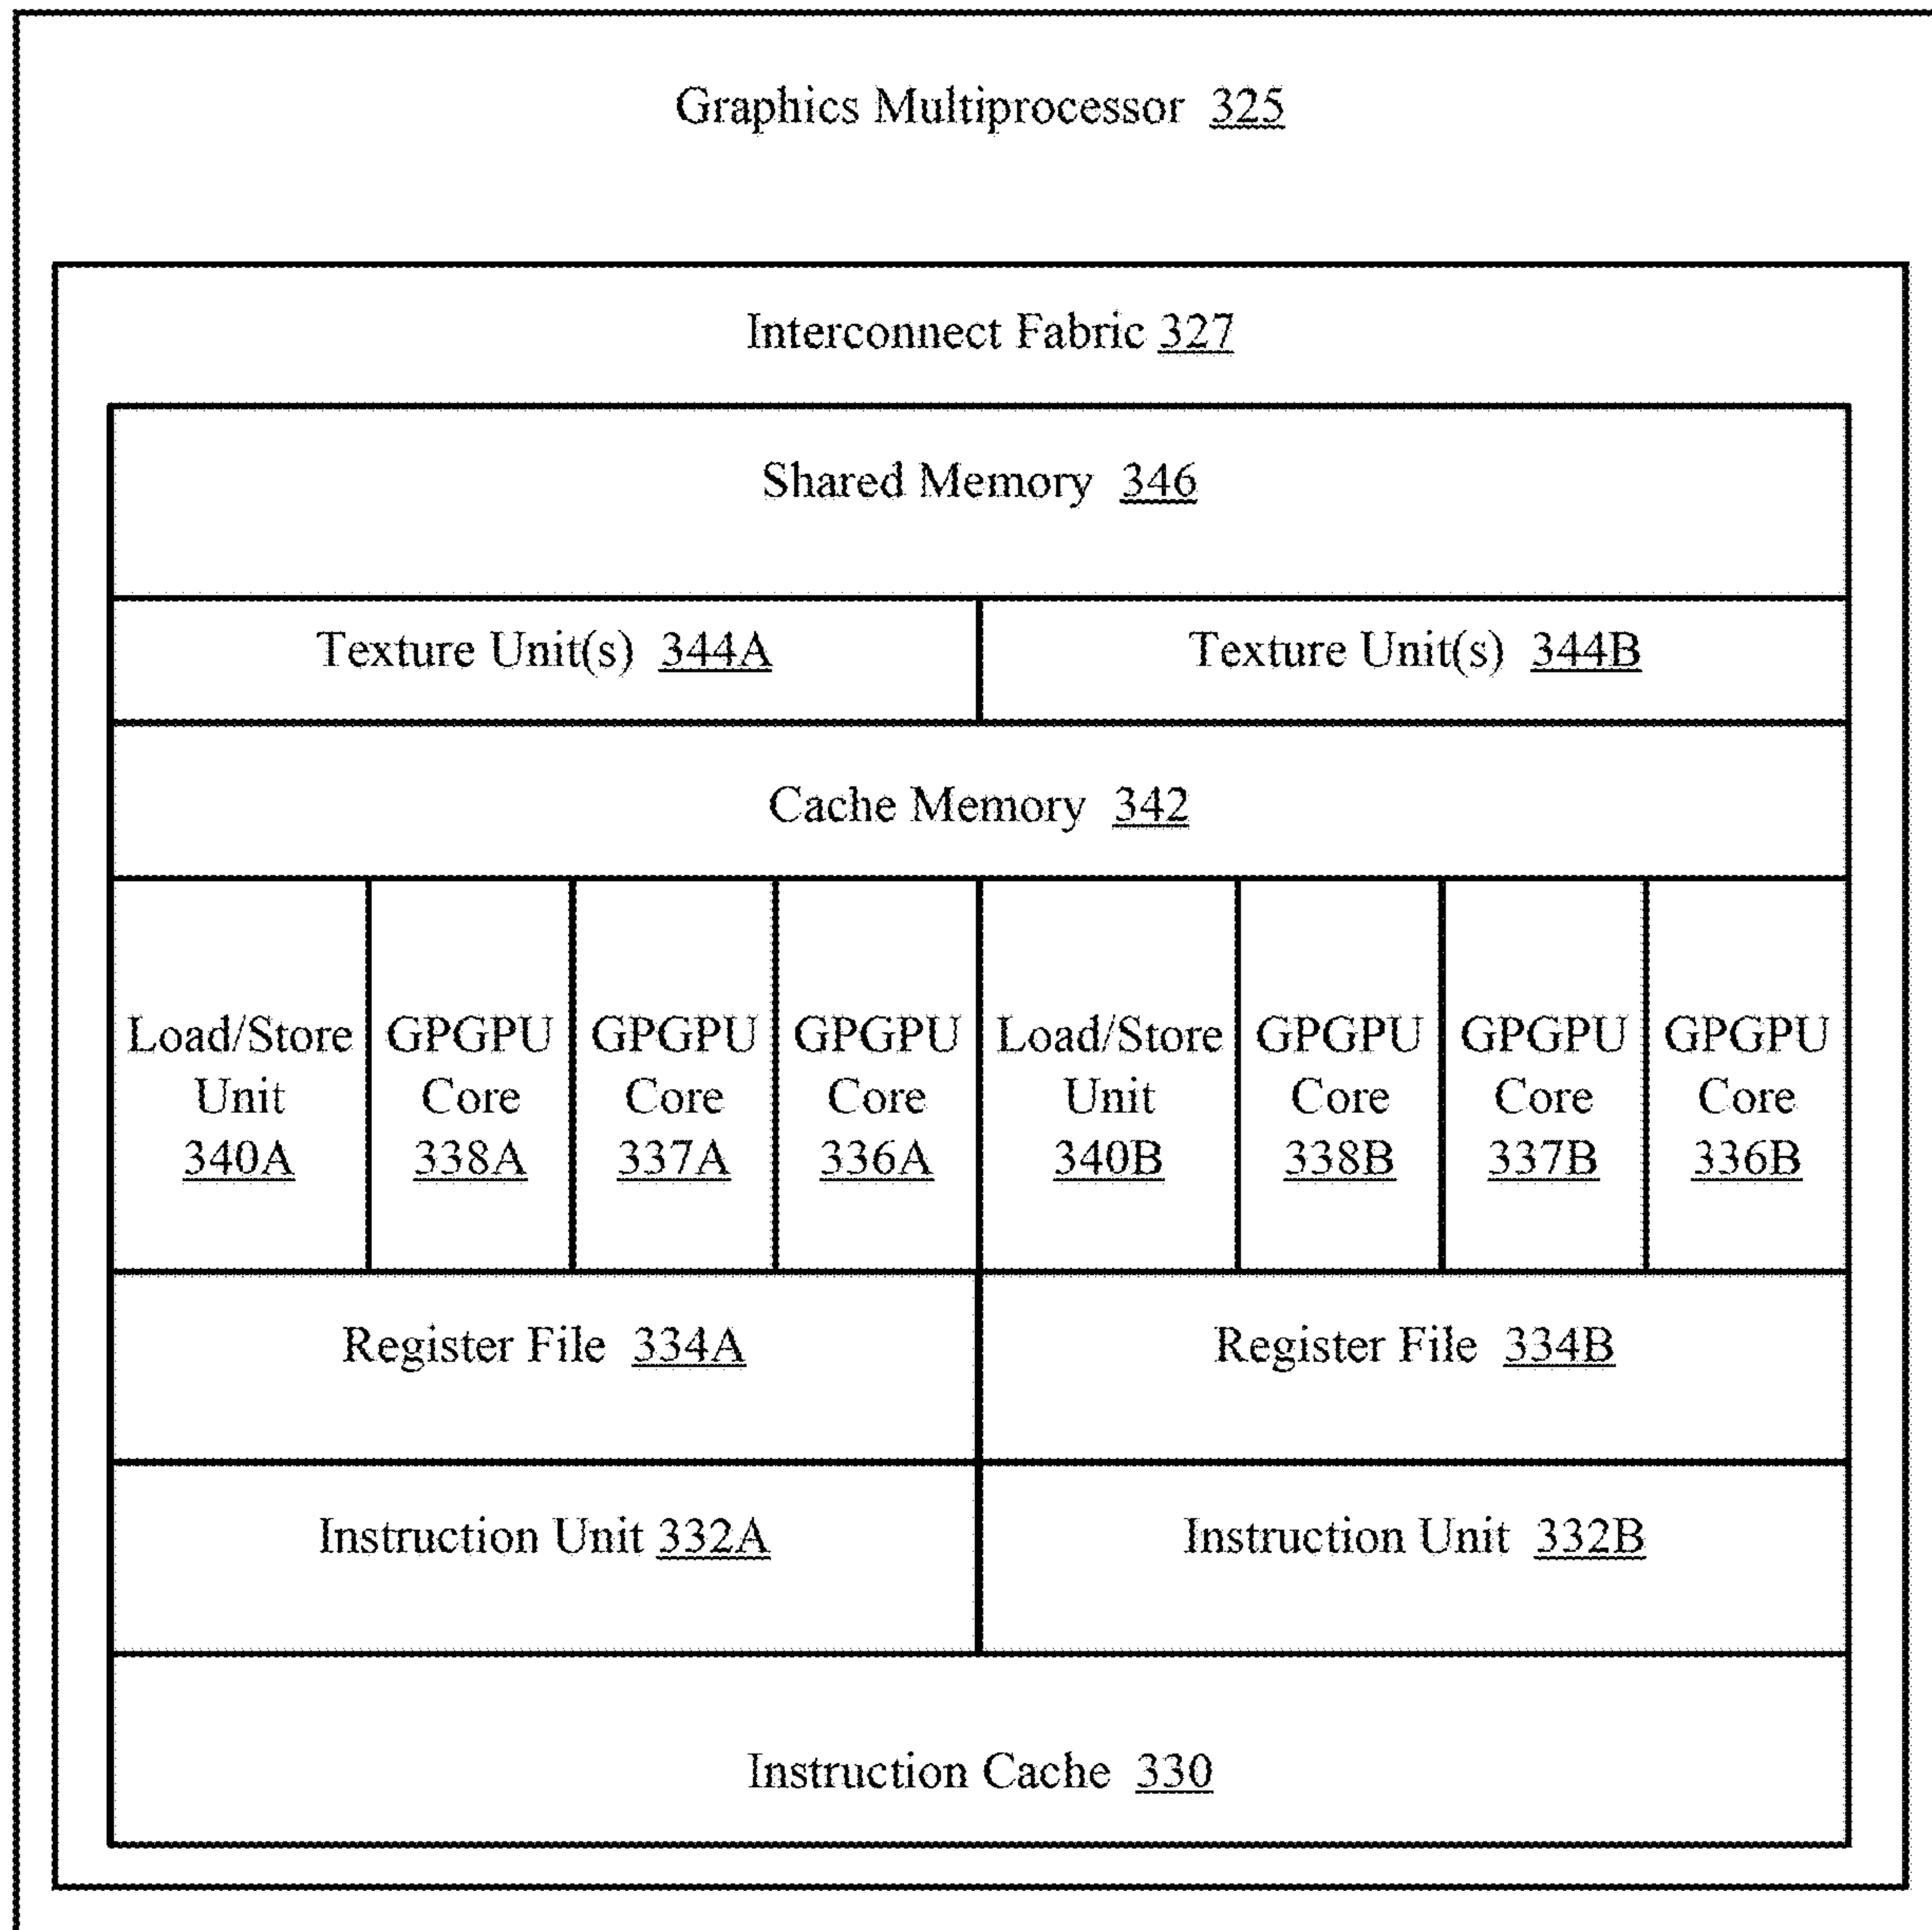 Graphics Multiprocessor 325
Interconnect Fabric 327
Shared Memory 346
Texture Unit(s) 344A
Texture Unit(s) 344B
Cache Memory 342
Load/Store
Unit
340A
GPGPU
Core
338A
GPGPU
Core
337A
GPGPU
Core
336A
Load/Store
Unit
340B
GPGPU
Core
338B
GPGPU
Core
337B
GPGPU
Core
336B
Register File 334A
Register File 334B
Instruction Unit 332A
Instruction Unit 332B
Instruction Cache 330